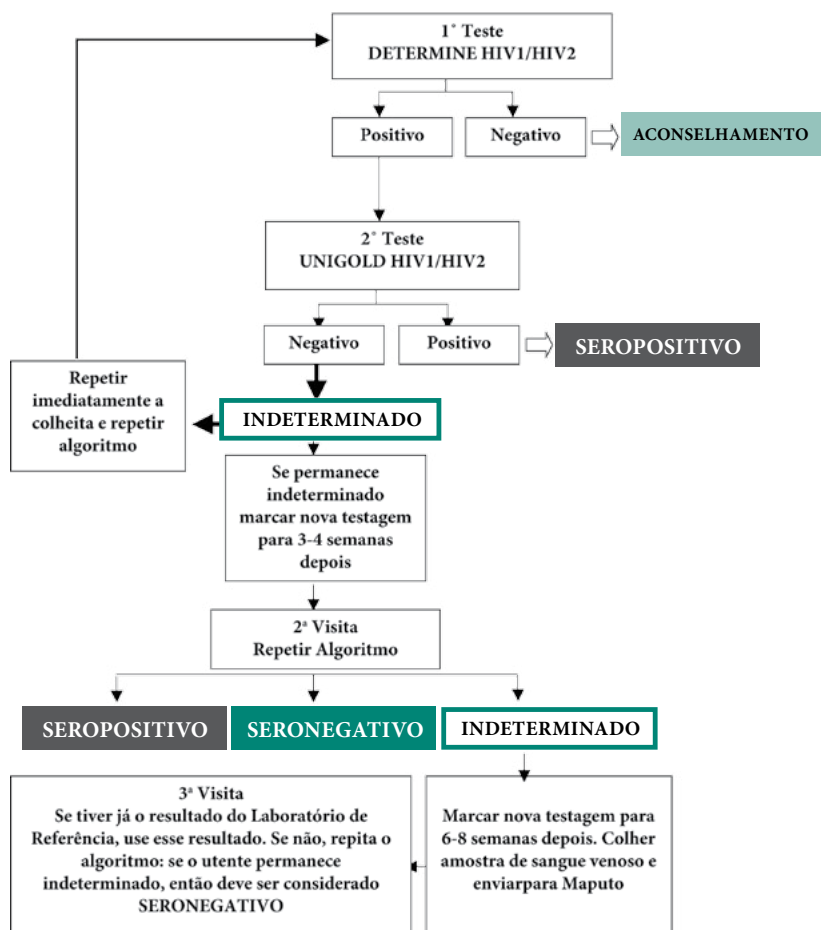 1˚ Teste
DETERMINE HIV1/HIV2
Positivo
Negativo
ACONSELHAMENTO
2˚ Teste
UNIGOLD HIV1/HIV2
Negativo
Positivo
SEROPOSITIVO
Repetir
imediatamente a
colheita e repetir
algoritmo
INDETERMINADO
Se permanece
indeterminado
marcar nova testagem
para 3-4 semanas
depois
2ª Visita
Repetir Algoritmo
SEROPOSITIVO
SERONEGATIVO
INDETERMINADO
3ª Visita
Se tiver já o resultado do Laboratório de
Referência, use esse resultado. Se não, repita o
algoritmo: se o utente permanece
indeterminado, então deve ser considerado
SERONEGATIVO
Marcar nova testagem para
6-8 semanas depois. Colher
amostra de sangue venoso e
enviarpara Maputo